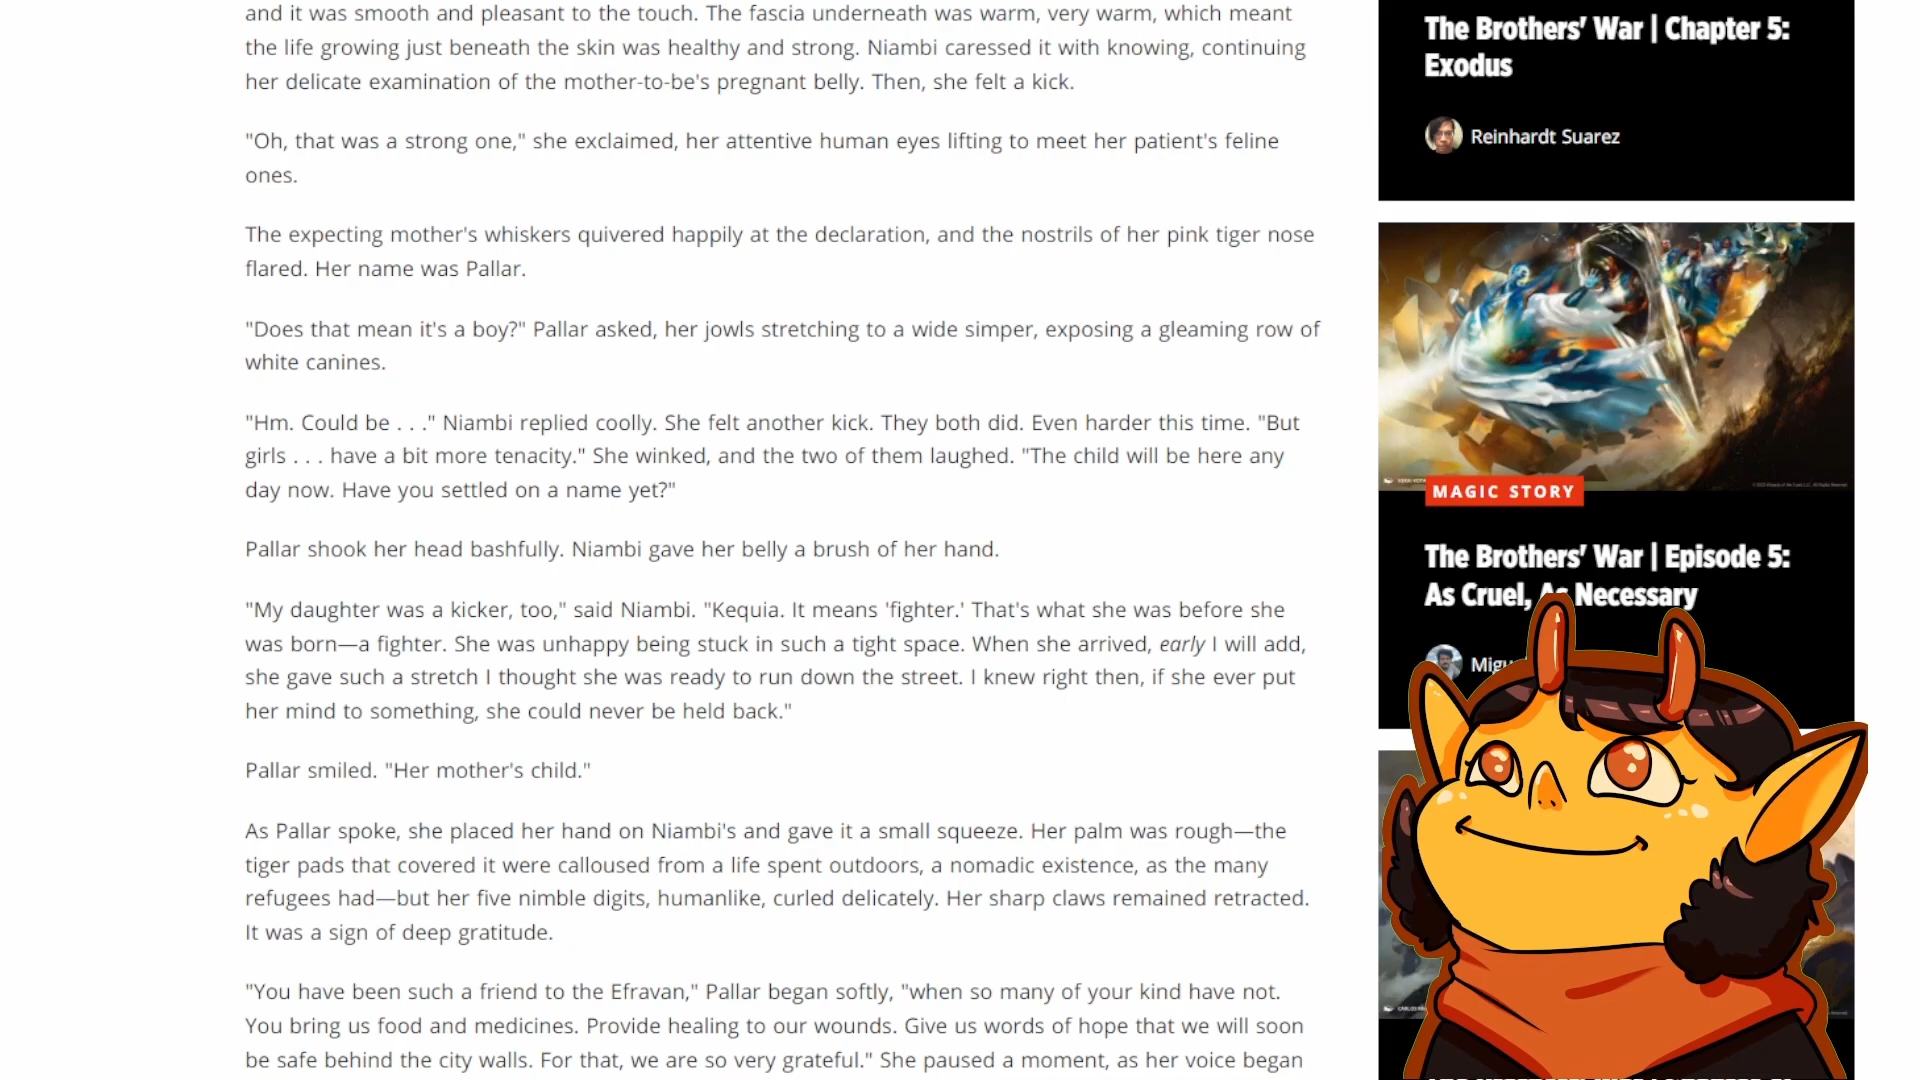 and it was smooth and pleasant to the touch. The fascia underneath was warm, very warm, which meant
the life growing just beneath the skin was healthy and strong. Niambi caressed it with knowing, continuing
her delicate examination of the mother-to-be's pregnant belly. Then, she felt a kick.
"Oh, that was a strong one," she exclaimed, her attentive human eyes lifting to meet her patient's feline
ones.
The expecting mother's whiskers quivered happily at the declaration, and the nostrils of her pink tiger nose
flared. Her name was Pallar.
"Does that mean it's a boy?" Pallar asked, her jowls stretching to a wide simper, exposing a gleaming row of
white canines.
"Hm. Could be . . ." Niambi replied coolly. She felt another kick. They both did. Even harder this time. "But
girls . . . have a bit more tenacity." She winked, and the two of them laughed. "The child will be here any
day now. Have you settled on a name yet?"
Pallar shook her head bashfully. Niambi gave her belly a brush of her hand.
"My daughter was a kicker, too," said Niambi. "Kequia. It means 'fighter.' That's what she was before she
was born—a fighter. She was unhappy being stuck in such a tight space. When she arrived, early I will add,
she gave such a stretch I thought she was ready to run down the street. I knew right then, if she ever put
her mind to something, she could never be held back."
Pallar smiled. "Her mother's child."
As Pallar spoke, she placed her hand on Niambi's and gave it a small squeeze. Her palm was rough—the
tiger pads that covered it were calloused from a life spent outdoors, a nomadic existence, as the many
refugees had—but her five nimble digits, humanlike, curled delicately. Her sharp claws remained retracted.
It was a sign of deep gratitude.
"You have been such a friend to the Efravan," Pallar began softly, "when so many of your kind have not.
You bring us food and medicines. Provide healing to our wounds. Give us words of hope that we will soon
be safe behind the city walls. For that, we are so very grateful." She paused a moment, as her voice began
The Brothers' War | Chapter 5:
Exodus
Reinhardt Suarez
MAGIC STORY
The Brothers' War | Episode 5:
As Cruel, As Necessary